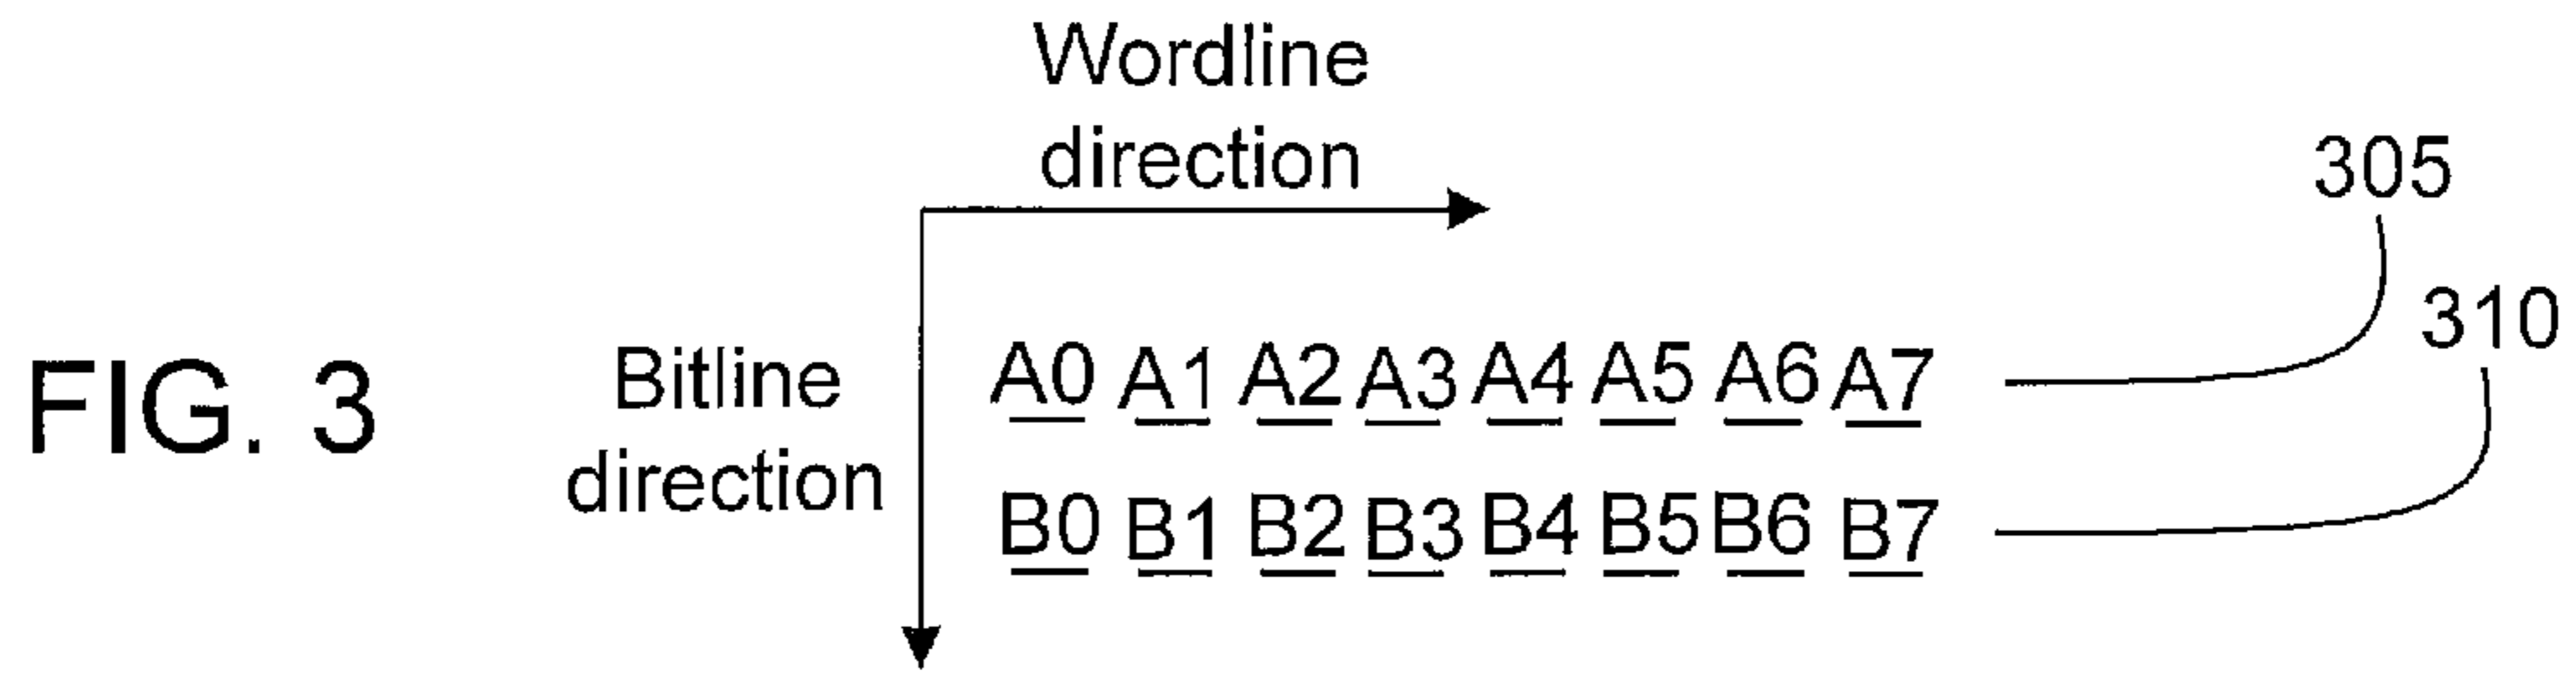 Wordline
direction
305
310
FIG. 3
Bitline
direction
A0 A1 A2 A3 A4 A5 A6 A7
B0 B1 B2 B3 B4 B5 B6 B7